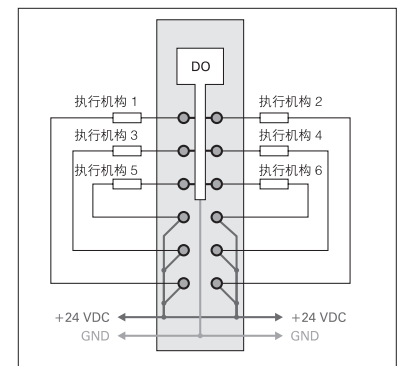 DO
执行机构 1 执行机构 2
执行机构 3 执行机构 4
执行机构 5 执行机构 6
+24 VDC +24 VDC
GND GND